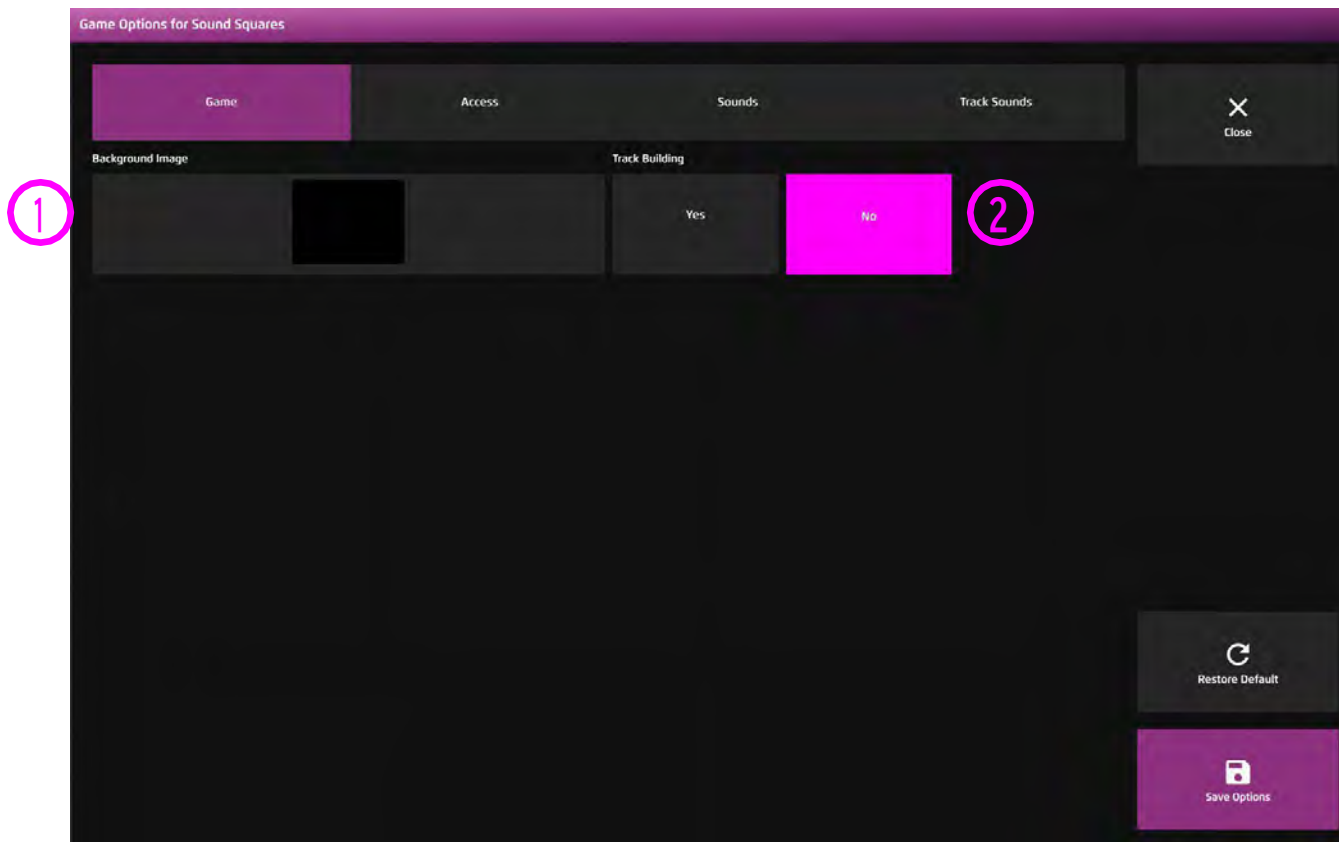 Game Options for Sound Squares
Game Access Sounds Track Sounds
Close
Background Image Track Building
1 Yes No 2
Restore Default
Save Options